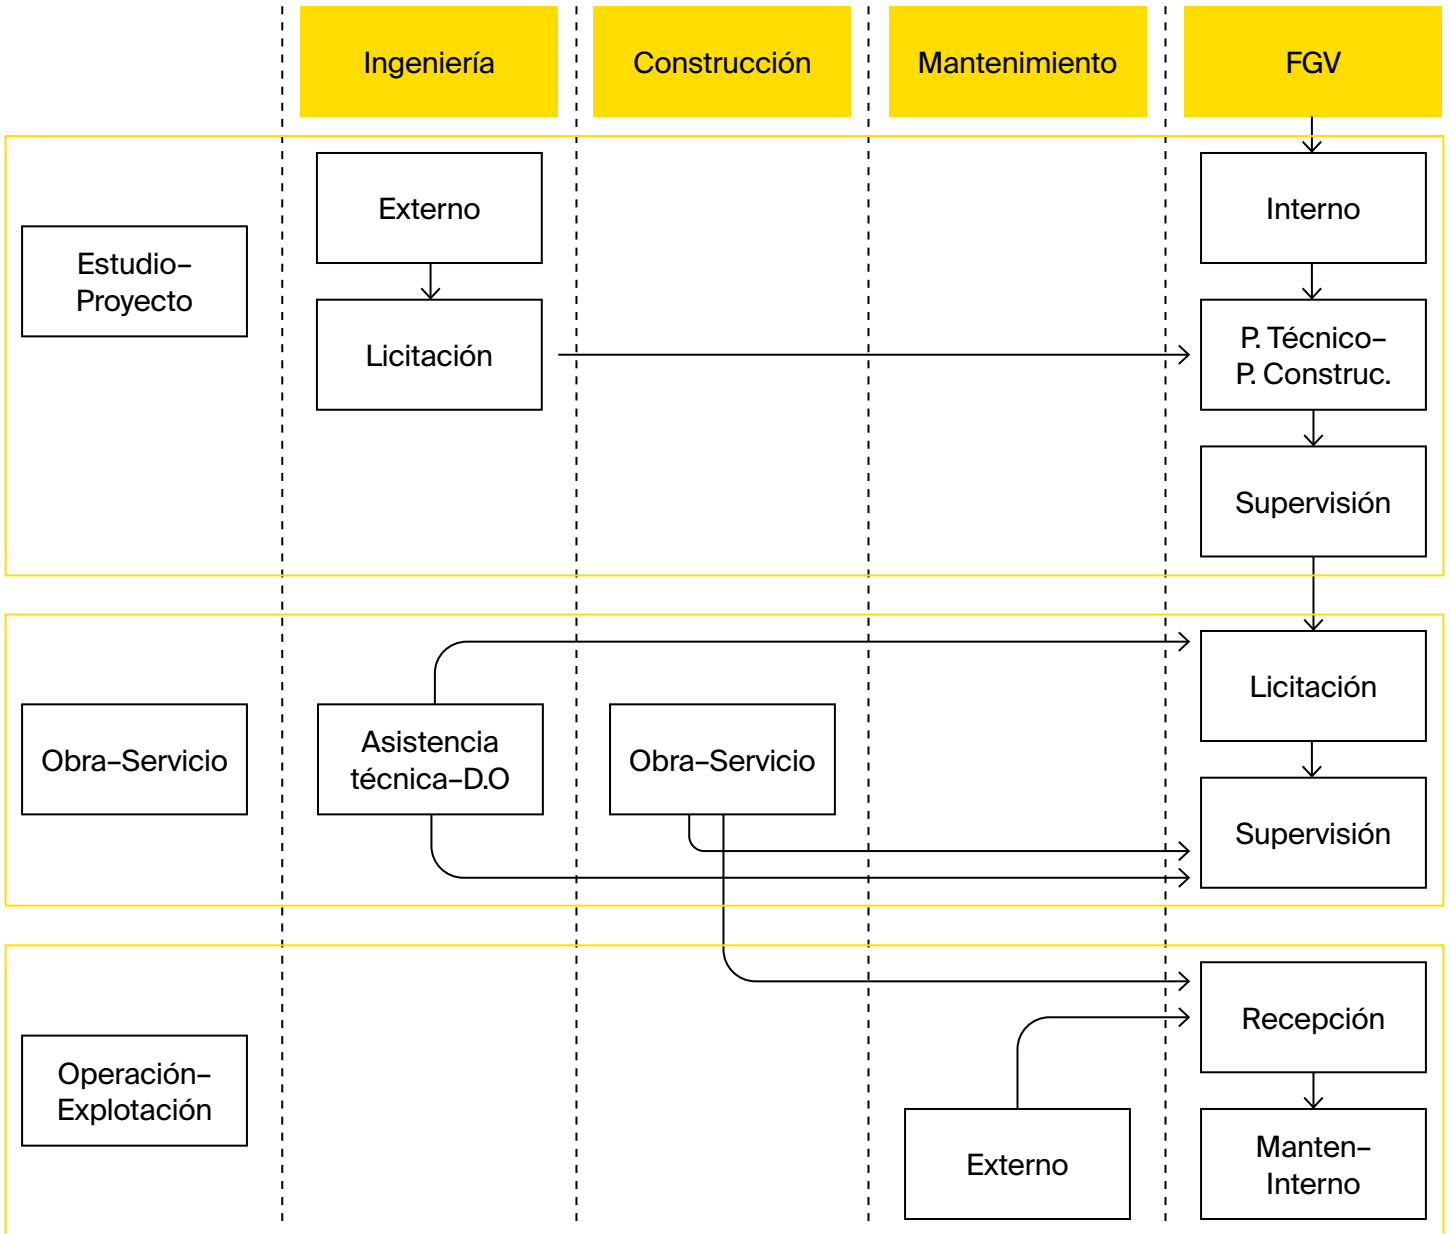 Ingeniería
Construcción
Mantenimiento
FGV
Estudio–
Proyecto
Externo
Licitación
Interno
P. Técnico–
P. Construc.
Supervisión
Obra–Servicio
Asistencia
técnica–D.O
Obra–Servicio
Licitación
Supervisión
Operación–
Explotación
Externo
Recepción
Manten–
Interno